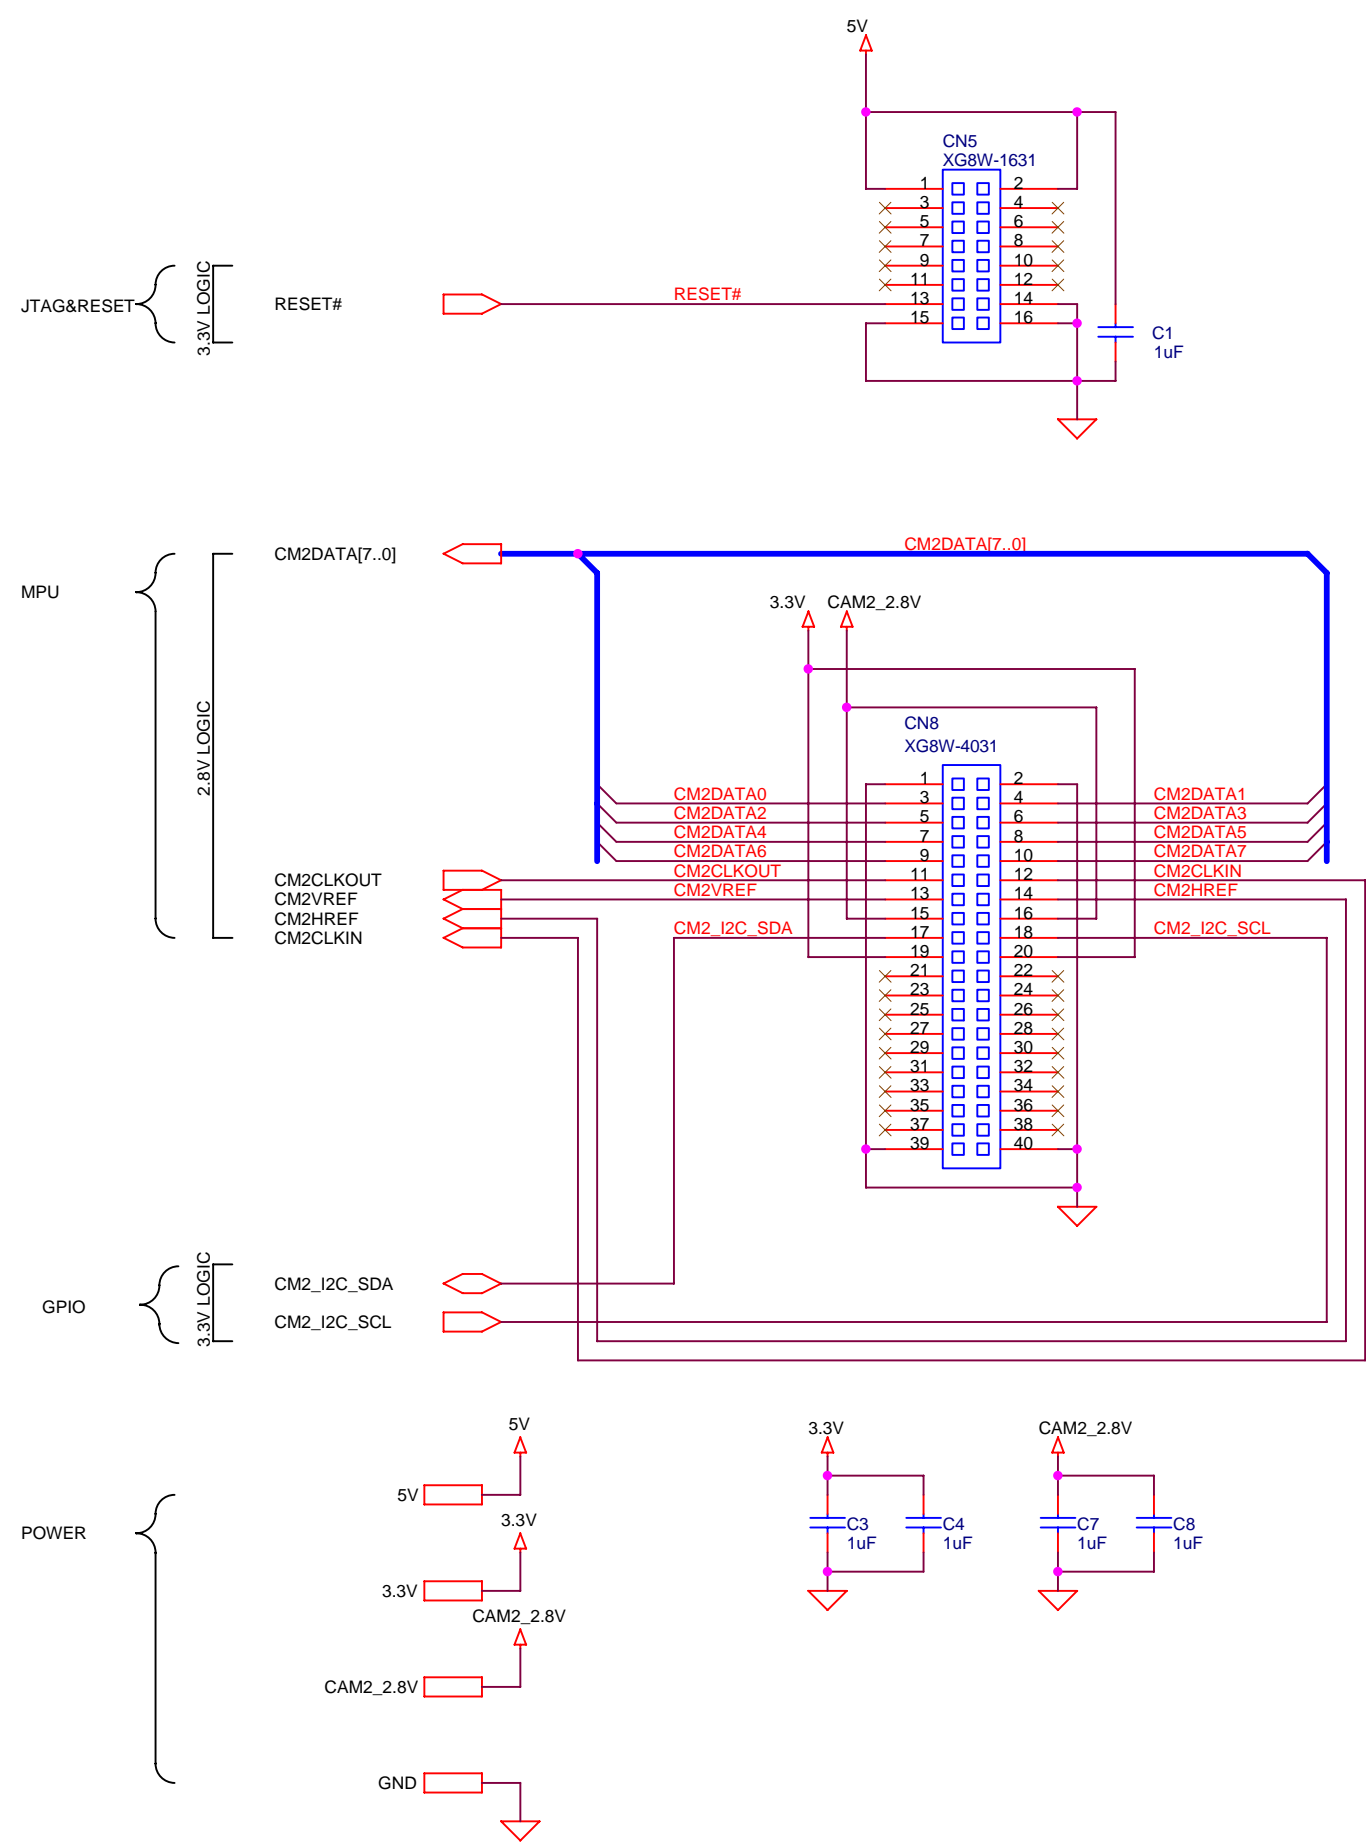 5V
CN5
XG8W-1631
1 2
3 4
5 6
7 8
9 10
11 12
13 14
15 16
JTAG&RESET
3.3V LOGIC
RESET#
RESET#
C1
1uF
MPU
2.8V LOGIC
CM2DATA[7..0]
CM2DATA[7..0]
3.3V CAM2_2.8V
CN8
XG8W-4031
1 2
CM2DATA0 3 4 CM2DATA1
CM2DATA2 5 6 CM2DATA3
CM2DATA4 7 8 CM2DATA5
CM2DATA6 9 10 CM2DATA7
CM2CLKOUT CM2CLKOUT 11 12 CM2CLKIN
CM2VREF CM2VREF 13 14 CM2HREF
CM2HREF 15 16
CM2CLKIN CM2_I2C_SDA 17 18 CM2_I2C_SCL
19 20
21 22
23 24
25 26
27 28
29 30
31 32
33 34
35 36
37 38
39 40
GPIO
3.3V LOGIC
CM2_I2C_SDA
CM2_I2C_SCL
5V
3.3V
CAM2_2.8V
POWER
5V
3.3V
3.3V
CAM2_2.8V
CAM2_2.8V
GND
C3
1uF
C4
1uF
C7
1uF
C8
1uF